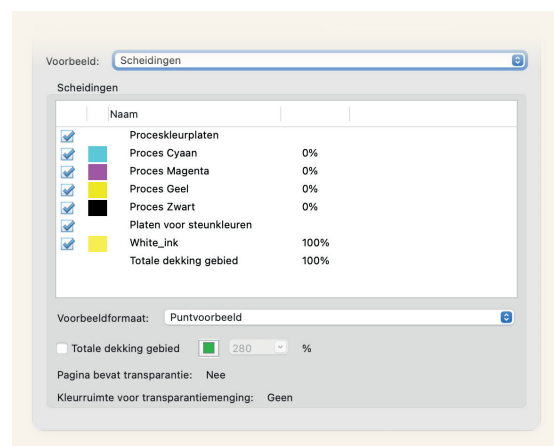 Voorbeeld: Scheidingen
Scheidingen
Naam
Proceskleurplaten
Proces Cyaan 0%
Proces Magenta 0%
Proces Geel 0%
Proces Zwart 0%
Platen voor steunkleuren
White_ink 100%
Totale dekking gebied 100%
Voorbeeldformaat: Puntvoorbeeld
Totale dekking gebied 280 %
Pagina bevat transparantie: Nee
Kleurruimte voor transparantiemenging: Geen